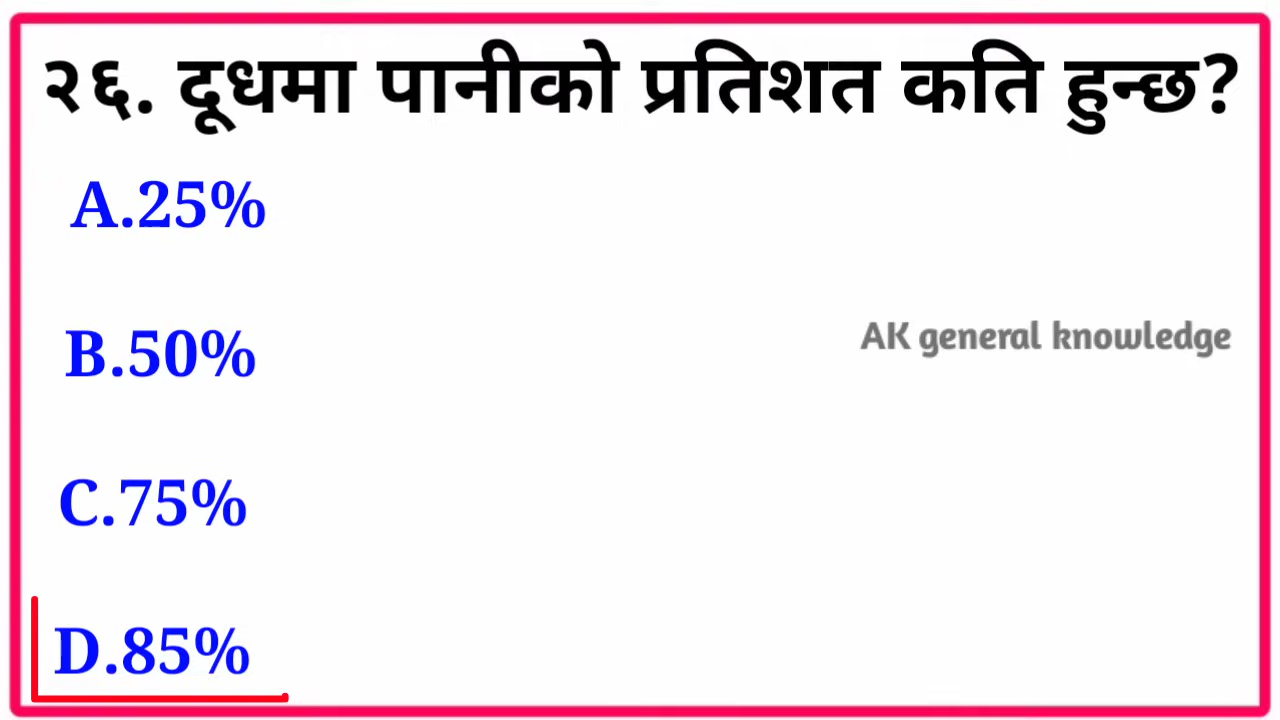 २६. दूधमा पानीको प्रतिशत कति हुन्छ?
A.25%
B.50%
AK general knowledge
C.75%
D.85%